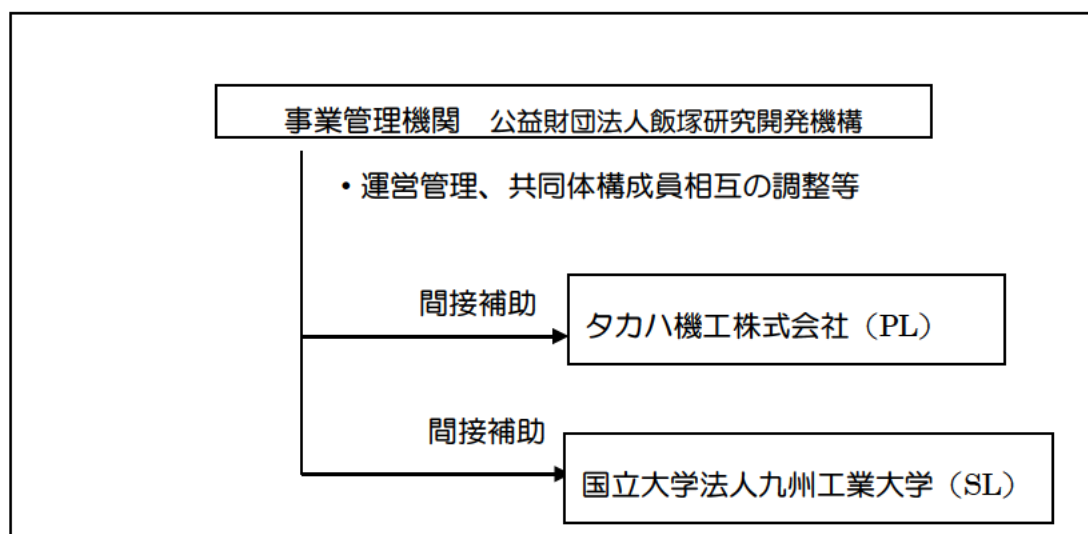 事業管理機関　公益財団法人飯塚研究開発機構
・運営管理、共同体構成員相互の調整等
間接補助
タカハ機工株式会社（PL）
間接補助
国立大学法人九州工業大学（SL）